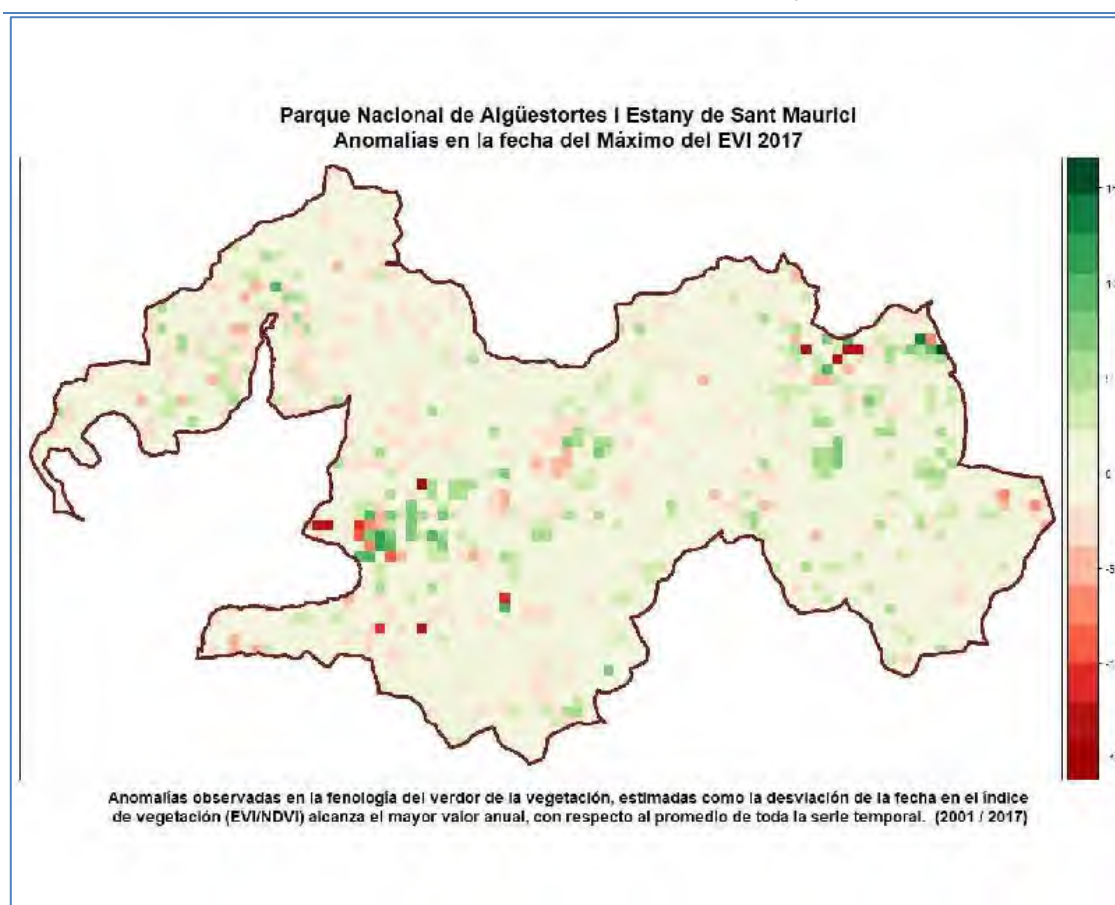 Parque Nacional de Aigüestortes i Estany de Sant Maurici
Anomalías en la fecha del Máximo del EVI 2017
0
-5
Anomalías observadas en la fenología del verdor de la vegetación, estimadas como la desviación de la fecha en el índice
de vegetación (EVI/NDVI) alcanza el mayor valor anual, con respecto al promedio de toda la serie temporal. (2001 / 2017)